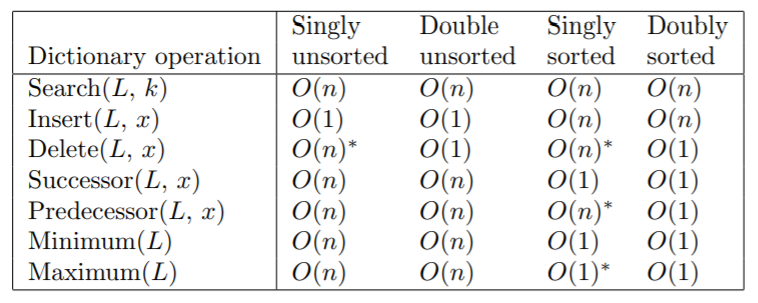 Singly Double Singly Doubly
Dictionary operation unsorted unsorted sorted sorted
Search(L, k) O(n) O(n) O(n) O(n)
Insert(L, x) O(1) O(1) O(n) O(n)
Delete(L, x) O(n)* O(1) O(n)* O(1)
Successor(L, x) O(n) O(n) O(1) O(1)
Predecessor(L, x) O(n) O(n) O(n)* O(1)
Minimum(L) O(n) O(n) O(1) O(1)
Maximum(L) O(n) O(n) O(1)* O(1)